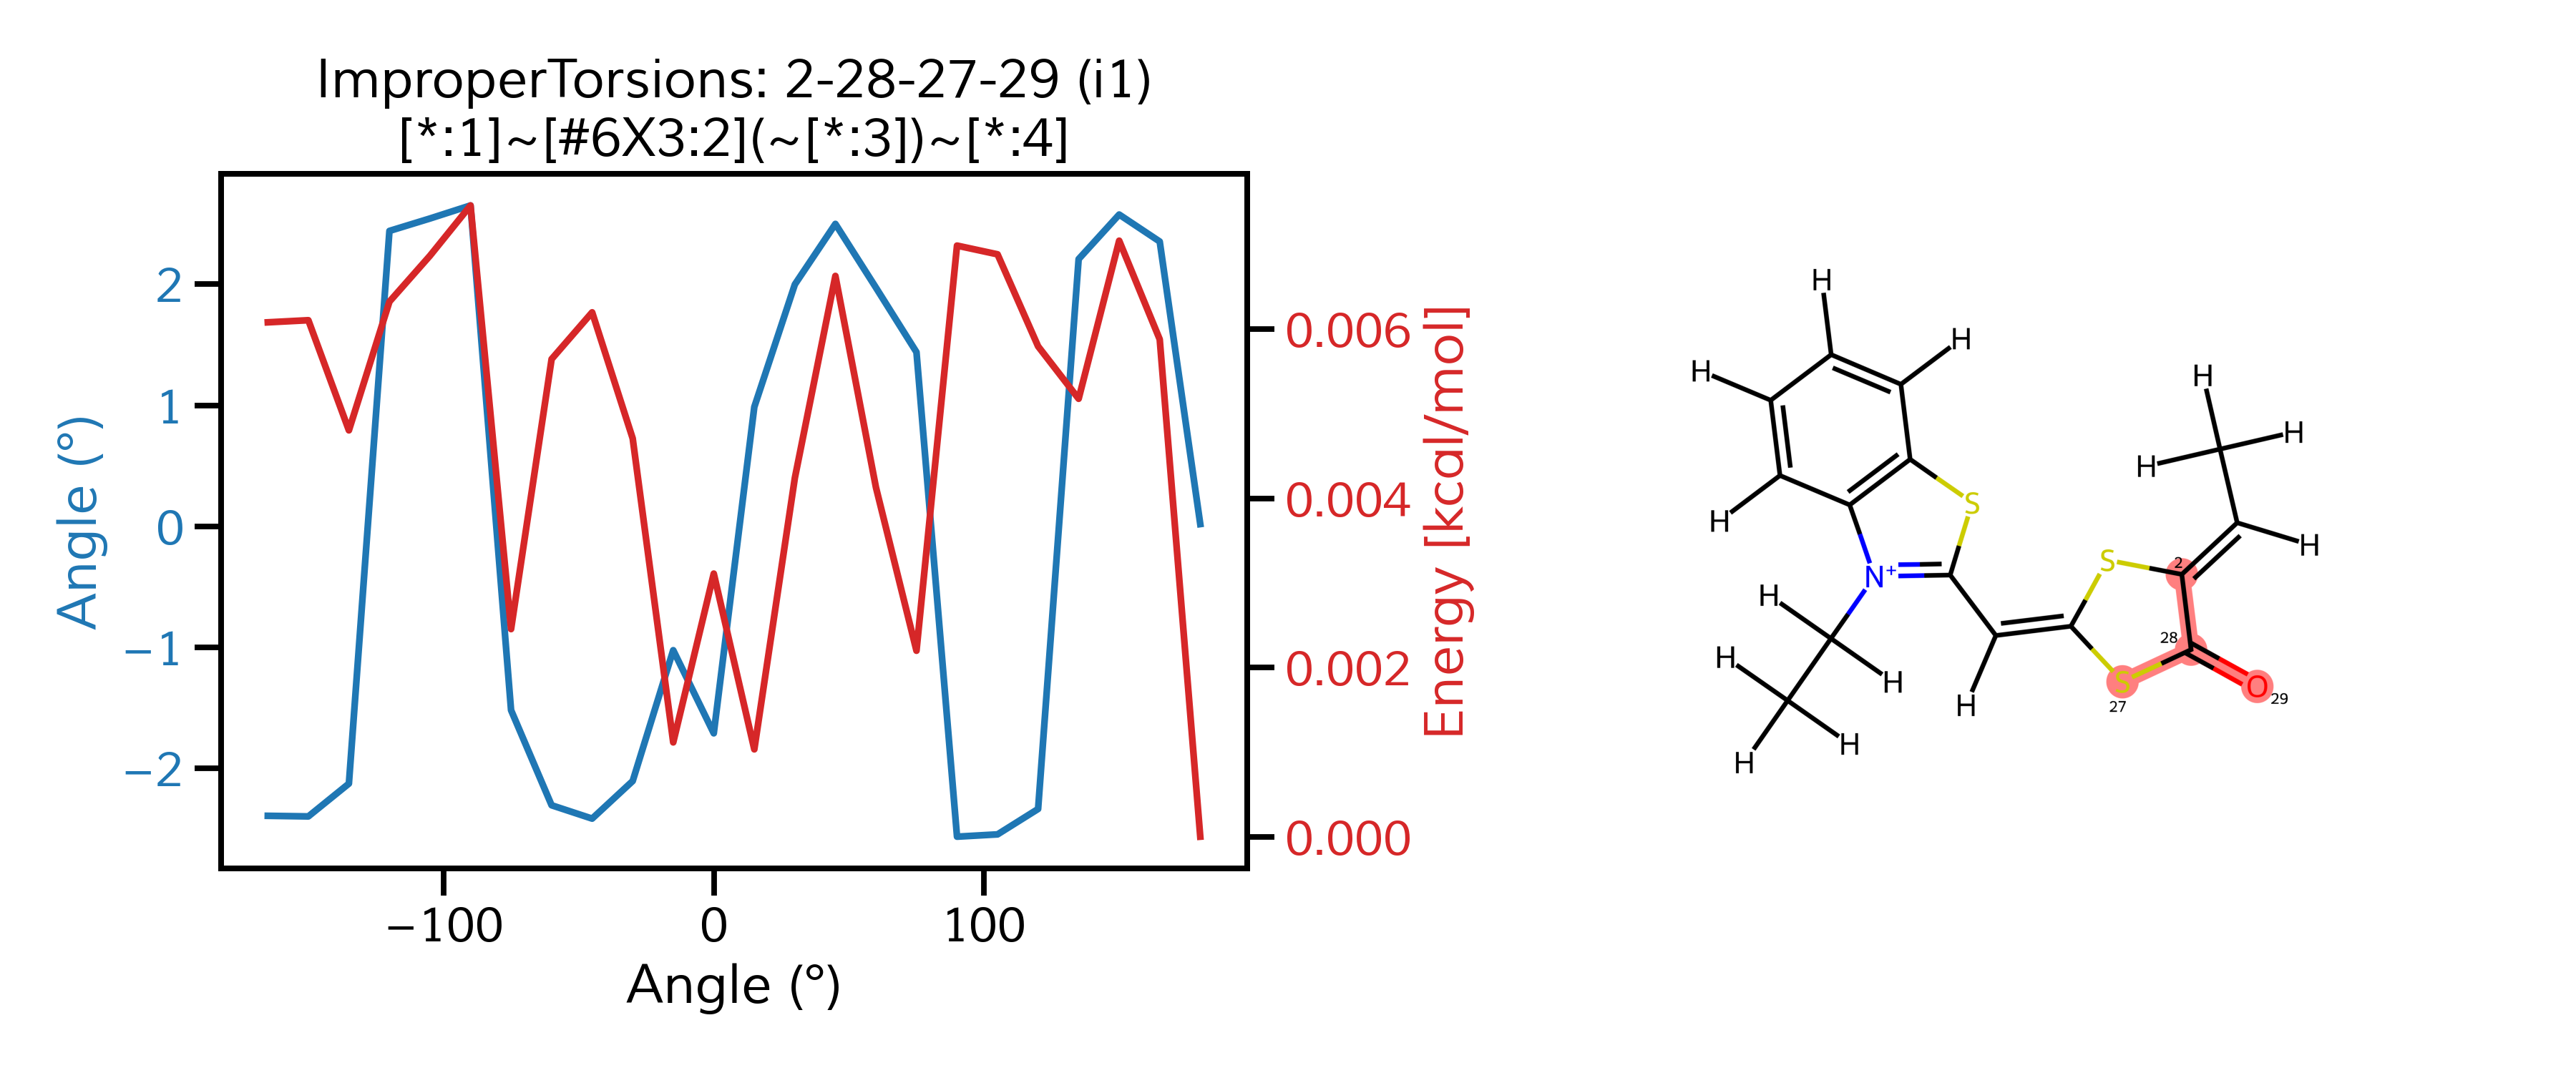 ImproperTorsions: 2-28-27-29 (i1)
[*:1]~[#6X3:2](~[*:3])~[*:4]
Angle (°)
2
1
0
−1
−2
0.006
0.004
0.002
0.000
Energy [kcal/mol]
−100
0
100
Angle (°)
H
H
H
H
H
H
H
H
S
N+
H
H
H
H
H
H
S
2
28
S
27
O
29
H